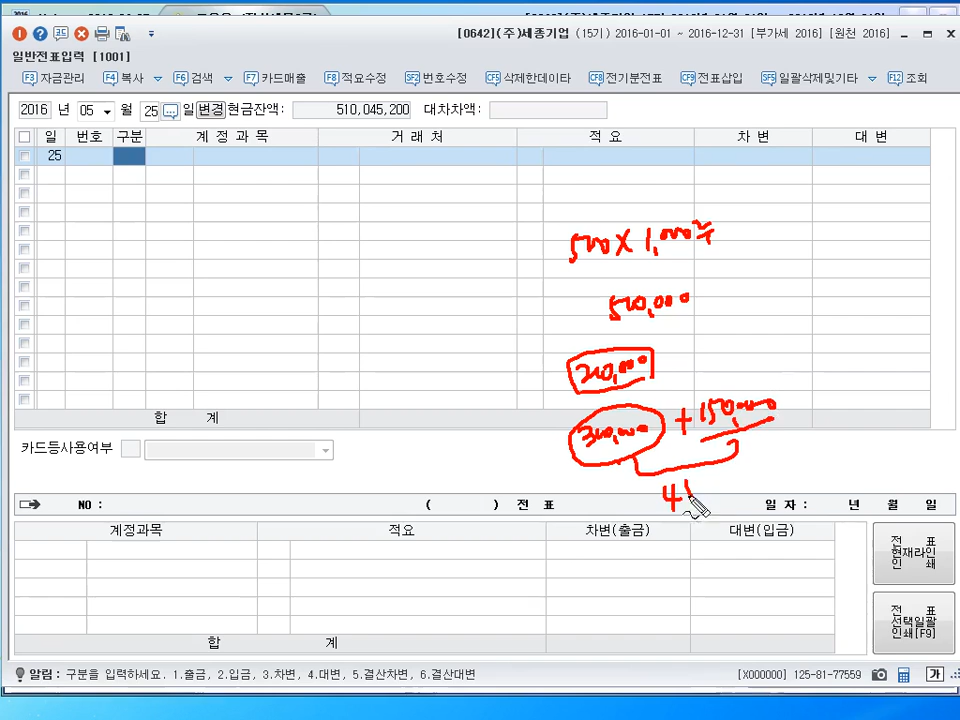 [0642](주)세종기업 (15기) 2016-01-01 ~ 2016-12-31 [부가세 2016] [원천 2016]
일반전표입력 [1001]
F3 자금관리 F4 복사 F6 검색 F7 카드매출 F8 적요수정 SF2 번호수정 CF5 삭제한데이타 CF8 전기분전표 CF9 전표삽입 SF5 일괄삭제및기타 F12 조회
2016 년 05 월 25 일 변경 현금잔액: 510,045,200 대차차액:
일 번호 구분 계 정 과 목 거 래 처 적 요 차 변 대 변
25
500 X 1,000주
500,000
200,000
300,000 + 150,000
합 계
카드등사용여부
4
NO : ( ) 전 표 일 자 : 년 월 일
계정과목 적요 차변(출금) 대변(입금)
전 표
현재라인
인 쇄
전 표
선택일괄
인쇄[F9]
합 계
알림: 구분을 입력하세요. 1.출금, 2.입금, 3.차변, 4.대변, 5.결산차변, 6.결산대변 [X000000] 125-81-77559 가